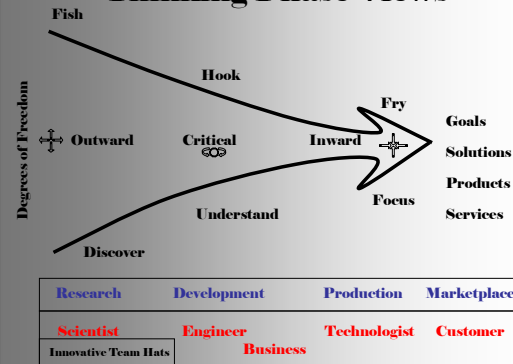 Fish
Hook
Fry
Goals
Degrees of Freedom
Outward
Critical
Inward
Solutions
Products
Understand
Focus
Services
Discover
Research Development Production Marketplace
Scientist Engineer Technologist Customer
Innovative Team Hats
Business